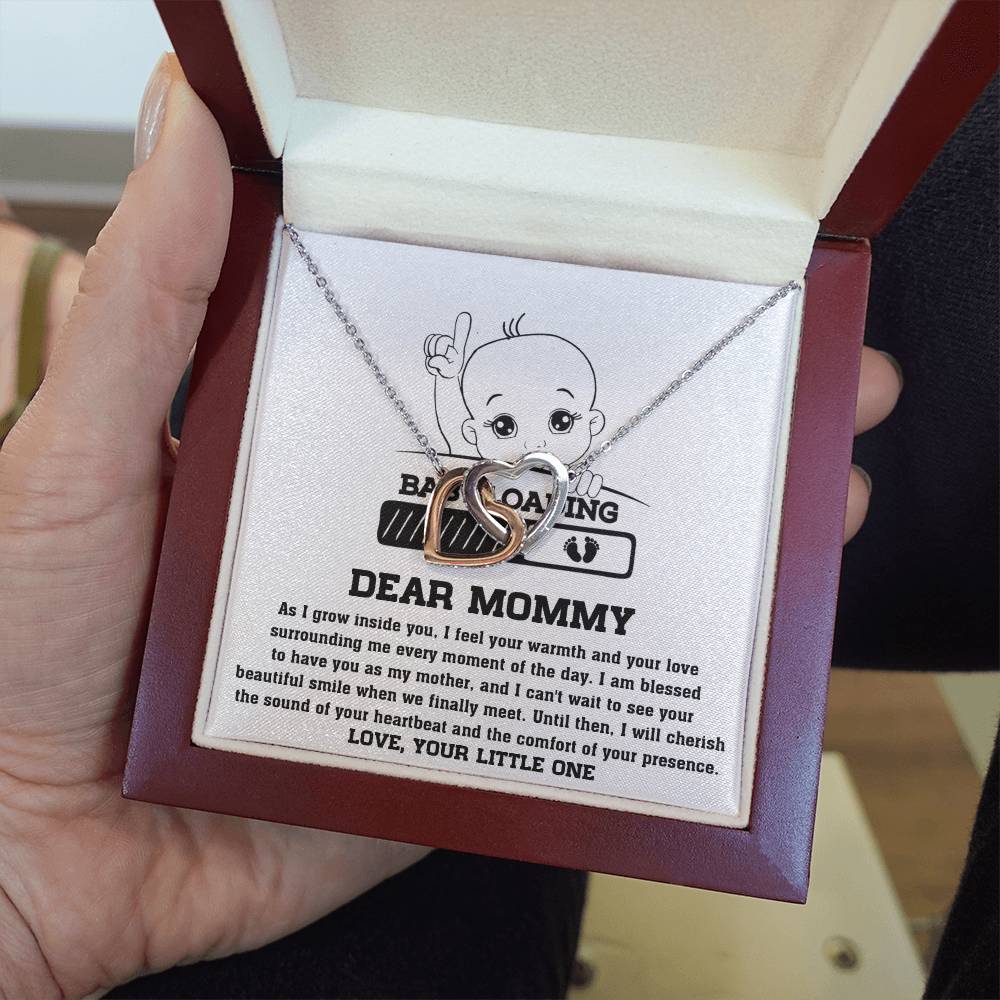 BABY LOADING
DEAR MOMMY
As I grow inside you, I feel your warmth and your love
surrounding me every moment of the day. I am blessed
to have you as my mother, and I can't wait to see your
beautiful smile when we finally meet. Until then, I will cherish
the sound of your heartbeat and the comfort of your presence.
LOVE, YOUR LITTLE ONE